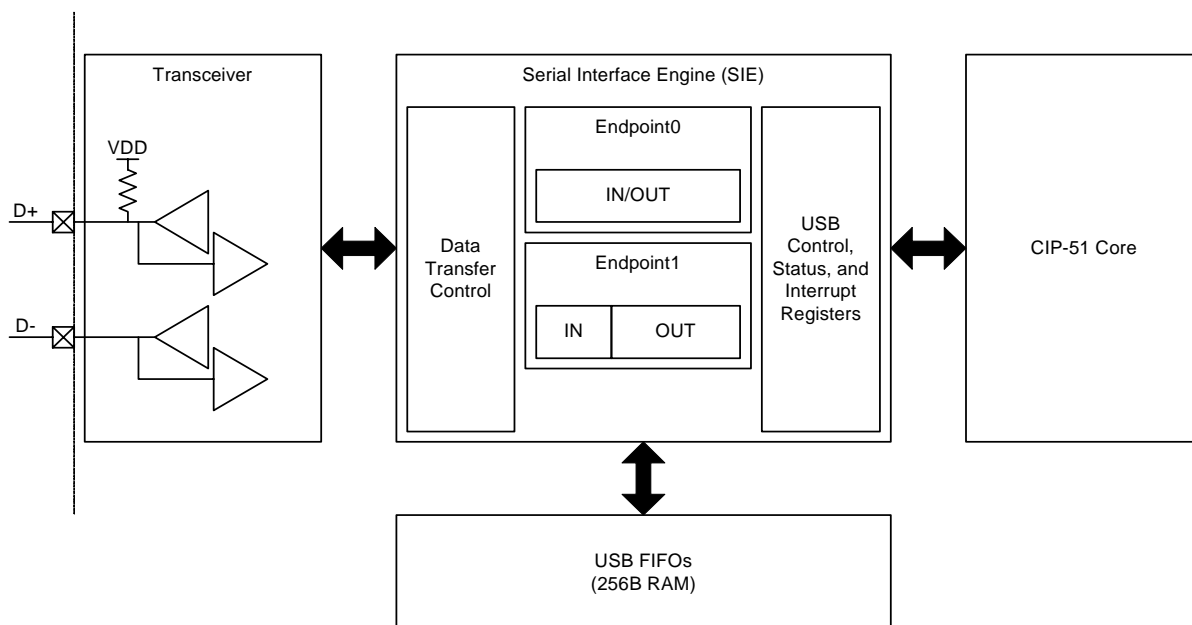 Transceiver
VDD
D+
D-
Serial Interface Engine (SIE)
Data
Transfer
Control
Endpoint0
IN/OUT
Endpoint1
IN
OUT
USB
Control,
Status, and
Interrupt
Registers
CIP-51 Core
USB FIFOs
(256B RAM)